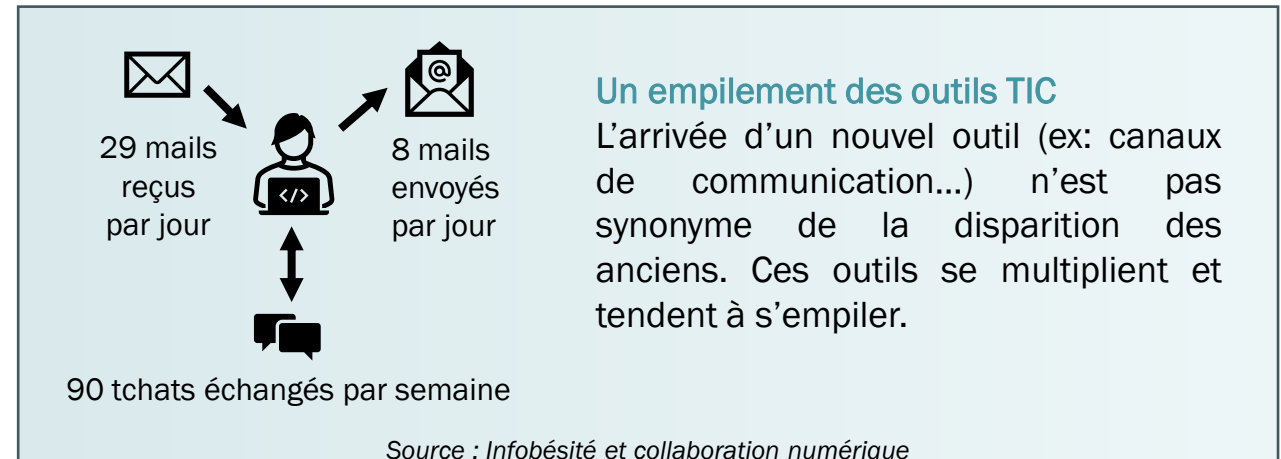 29 mails
reçus
par jour
8 mails
envoyés
par jour
</>
90 tchats échangés par semaine
Un empilement des outils TIC
L'arrivée d'un nouvel outil (ex: canaux
de communication...) n'est pas
synonyme de la disparition des
anciens. Ces outils se multiplient et
tendent à s'empiler.
Source : Infobésité et collaboration numérique